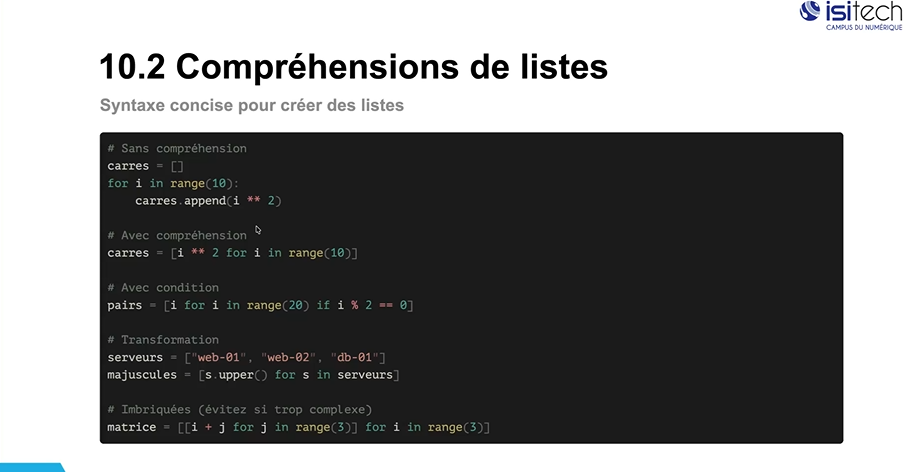 isitech
CAMPUS DU NUMÉRIQUE
10.2 Compréhensions de listes
Syntaxe concise pour créer des listes
# Sans compréhension
carres = []
for i in range(10):
    carres.append(i ** 2)
# Avec compréhension
carres = [i ** 2 for i in range(10)]
# Avec condition
pairs = [i for i in range(20) if i % 2 == 0]
# Transformation
serveurs = ["web-01", "web-02", "db-01"]
majuscules = [s.upper() for s in serveurs]
# Imbriquées (évitez si trop complexe)
matrice = [[i + j for j in range(3)] for i in range(3)]